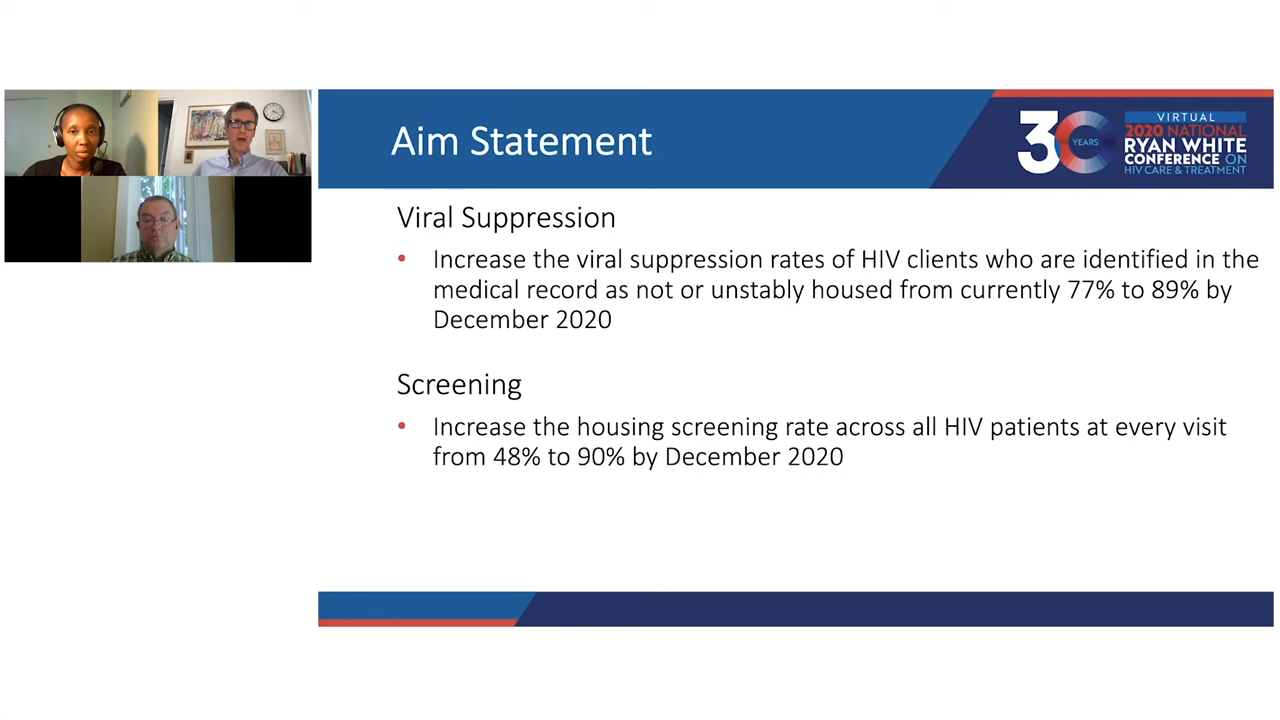 Aim Statement
30
YEARS
VIRTUAL
2020 NATIONAL
RYAN WHITE
CONFERENCE ON
HIV CARE & TREATMENT
Viral Suppression
• Increase the viral suppression rates of HIV clients who are identified in the
medical record as not or unstably housed from currently 77% to 89% by
December 2020
Screening
• Increase the housing screening rate across all HIV patients at every visit
from 48% to 90% by December 2020